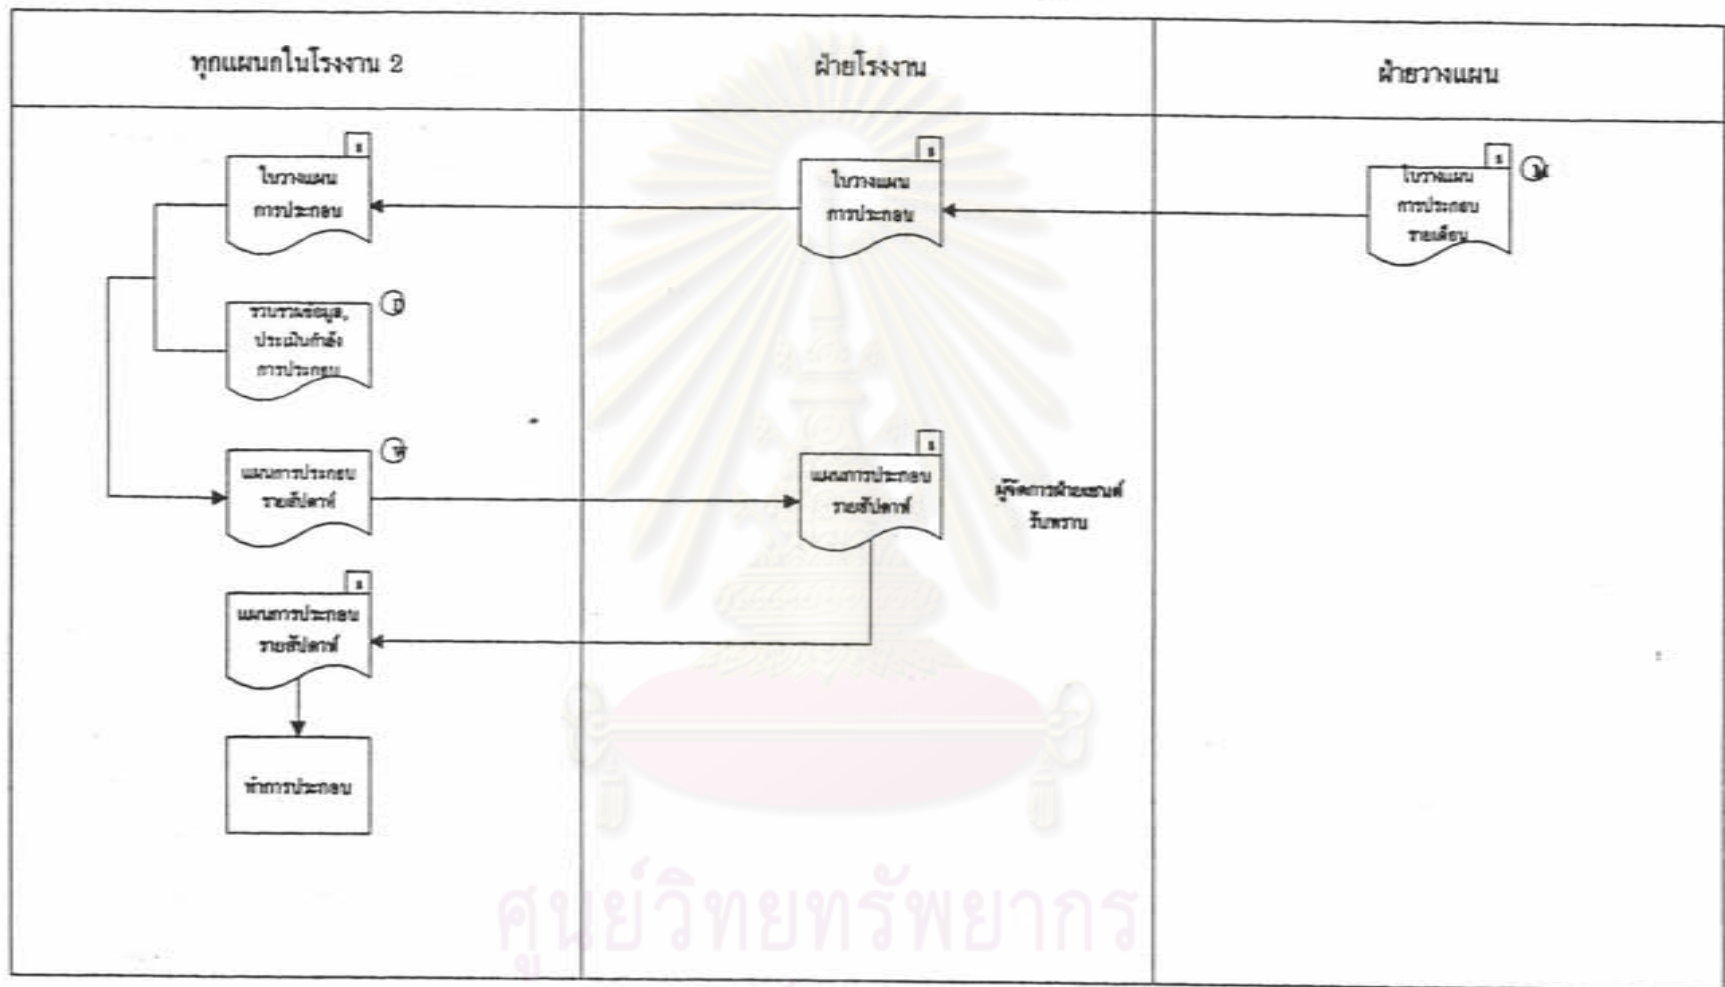 ทุกแผนกในโรงงาน 2
ฝ่ายโรงงาน
ฝ่ายวางแผน
ใบวางแผน
การประกอบ
ใบวางแผน
การประกอบ
ใบวางแผน
การประกอบ
รายเดือน
M
รวบรวมข้อมูล,
ประเมินกำลัง
การประกอบ
D
แผนการประกอบ
รายสัปดาห์
W
แผนการประกอบ
รายสัปดาห์
ผู้จัดการฝ่ายเซนต์
รับทราบ
แผนการประกอบ
รายสัปดาห์
ทำการประกอบ
ศูนย์วิทยทรัพยากร